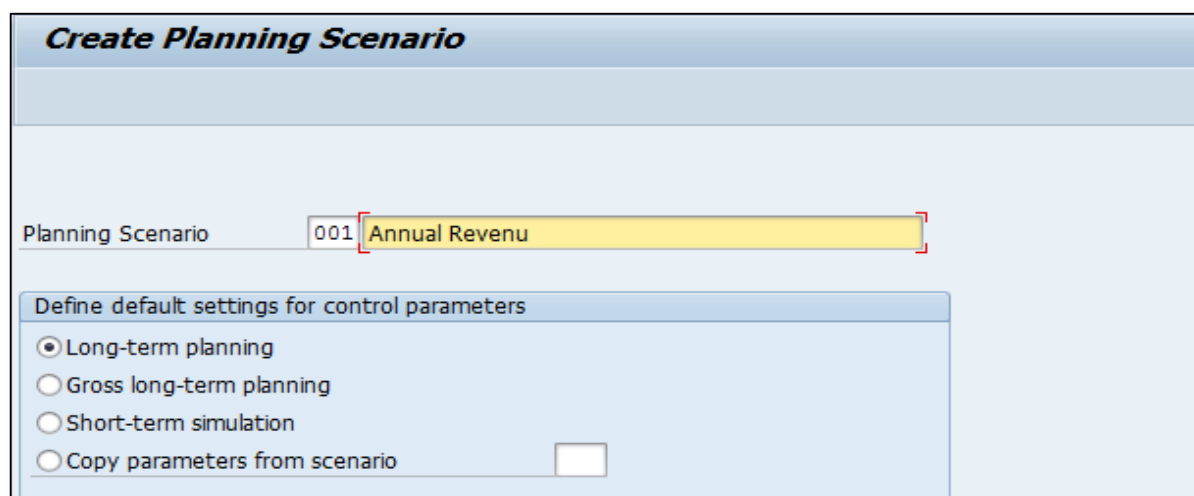 Create Planning Scenario
Planning Scenario 001 Annual Revenu
Define default settings for control parameters
Long-term planning
Gross long-term planning
Short-term simulation
Copy parameters from scenario